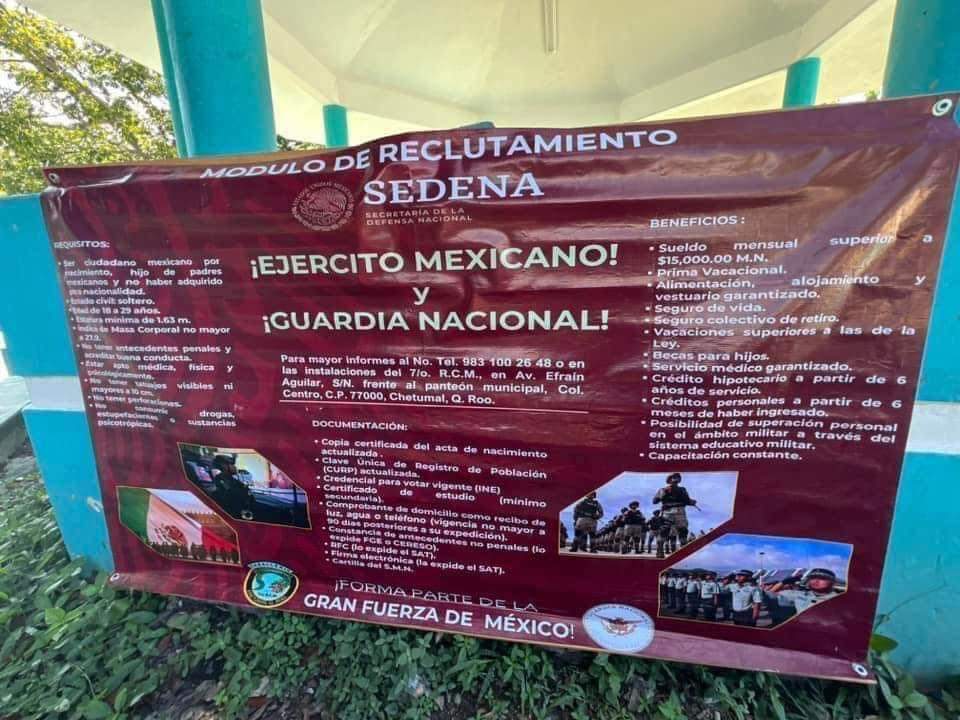 MODULO DE RECLUTAMIENTO
SEDENA
SECRETARÍA DE LA
DEFENSA NACIONAL
REQUISITOS:
• Ser ciudadano mexicano por
nacimiento, hijo de padres
mexicanos y no haber adquirido
otra nacionalidad.
• Estado civil: soltero.
• Edad de 18 a 29 años.
• Estatura mínima de 1.63 m.
• Índice de Masa Corporal no mayor
a 27.9.
• No tener antecedentes penales y
acreditar buena conducta.
• Estar apto médica, física y
psicológicamente.
• No tener tatuajes visibles ni
mayores a 10 cm.
• No tener perforaciones.
• No consumir drogas,
estupefacientes o sustancias
psicotrópicas.
¡EJERCITO MEXICANO!
y
¡GUARDIA NACIONAL!
Para mayor informes al No. Tel. 983 100 26 48 o en
las instalaciones del 7/o. R.C.M., en Av. Efraín
Aguilar, S/N. frente al panteón municipal, Col.
Centro, C.P. 77000, Chetumal, Q. Roo.
DOCUMENTACIÓN:
• Copia certificada del acta de nacimiento
actualizada .
• Clave Única de Registro de Población
(CURP) actualizada.
• Credencial para votar vigente (INE)
• Certificado de estudio (mínimo
secundaria).
• Comprobante de domicilio como recibo de
luz, agua o teléfono (vigencia no mayor a
90 días posteriores a su expedición).
• Constancia de antecedentes no penales (lo
expide FGE o CERESO).
• RFC (lo expide el SAT).
• Firma electrónica (la expide el SAT).
• Cartilla del S.M.N.
BENEFICIOS :
• Sueldo mensual superior a
$15,000.00 M.N.
• Prima Vacacional.
• Alimentación, alojamiento y
vestuario garantizado.
• Seguro de vida.
• Seguro colectivo de retiro.
• Vacaciones superiores a las de la
Ley.
• Becas para hijos.
• Servicio médico garantizado.
• Crédito hipotecario a partir de 6
años de servicio.
• Créditos personales a partir de 6
meses de haber ingresado.
• Posibilidad de superación personal
en el ámbito militar a través del
sistema educativo militar.
• Capacitación constante.
¡FORMA PARTE DE LA
GRAN FUERZA DE MÉXICO!
GUARDIA NACIONAL